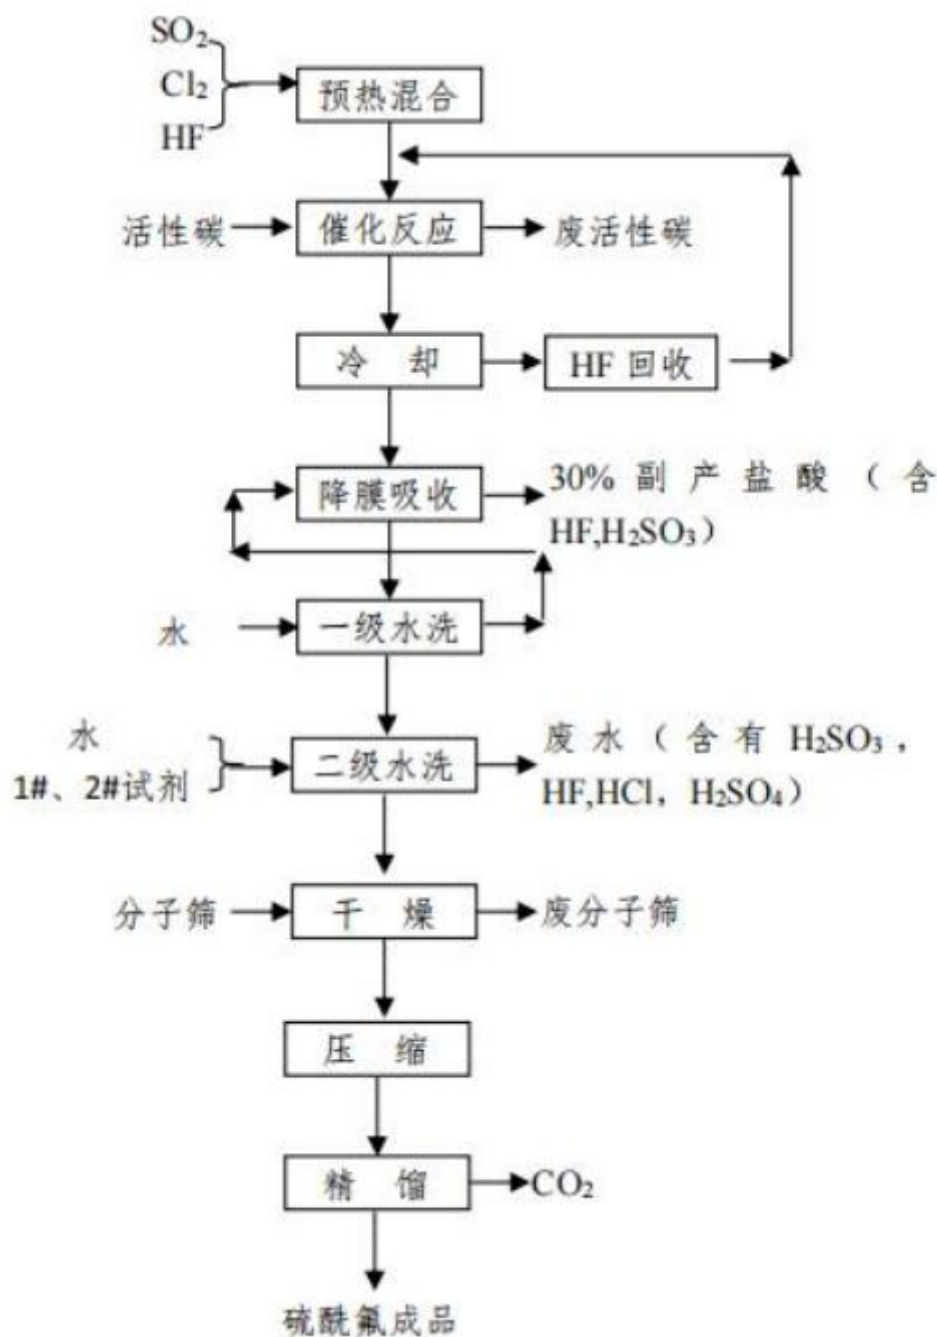 SO₂
Cl₂
HF
预热混合
活性碳
催化反应
废活性碳
冷 却
HF 回收
降膜吸收
30% 副 产 盐 酸 （ 含
HF,H₂SO₃）
水
一级水洗
水
1#、2#试剂
二级水洗
废 水 （ 含 有 H₂SO₃ ，
HF,HCl，H₂SO₄）
分子筛
干 燥
废分子筛
压 缩
精 馏
CO₂
硫酰氟成品